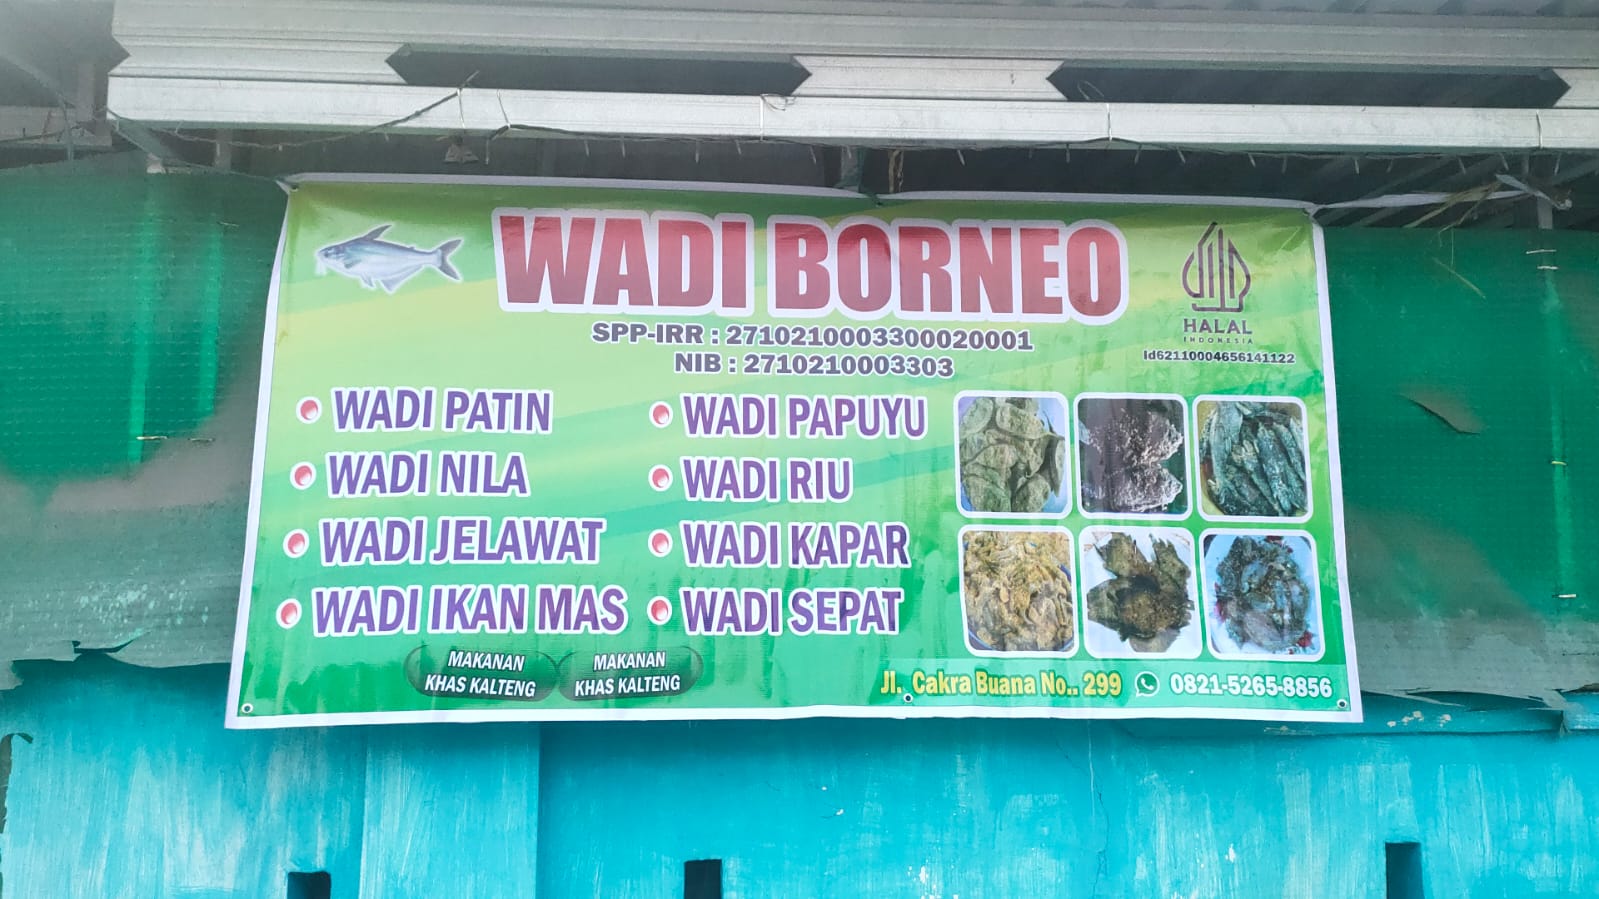 WADI BORNEO
SPP-IRR : 2710210003300020001
NIB : 2710210003303
HALAL
INDONESIA
Id62110004656141122
WADI PATIN
WADI NILA
WADI JELAWAT
WADI IKAN MAS
WADI PAPUYU
WADI RIU
WADI KAPAR
WADI SEPAT
MAKANAN
KHAS KALTENG
MAKANAN
KHAS KALTENG
Jl. Cakra Buana No.. 299 0821-5265-8856